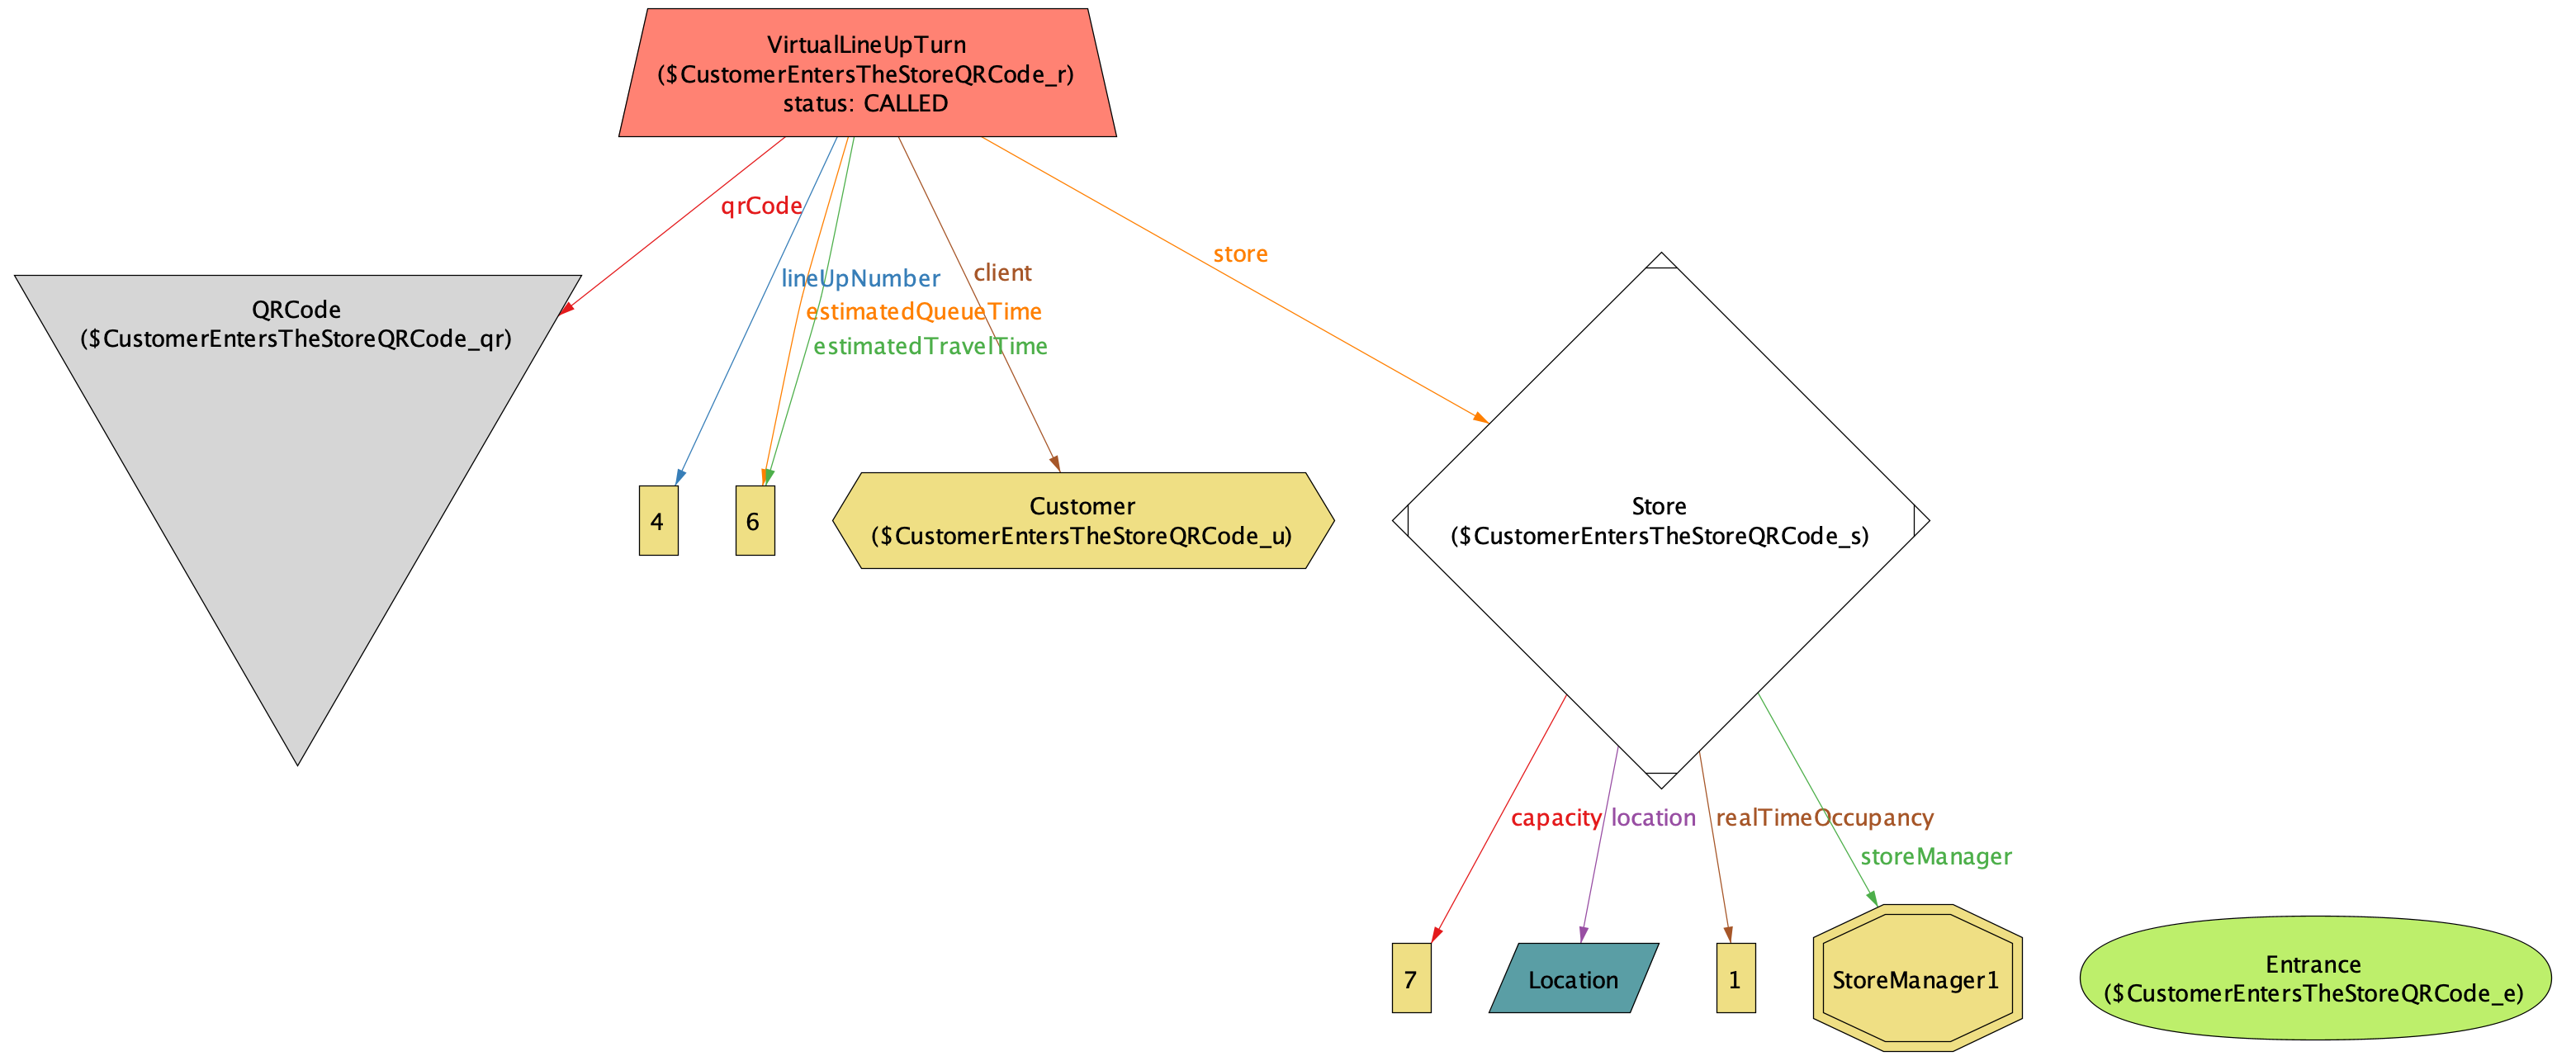 VirtualLineUpTurn
($CustomerEntersTheStoreQRCode_r)
status: CALLED
qrCode
store
client
lineUpNumber
estimatedQueueTime
estimatedTravelTime
QRCode
($CustomerEntersTheStoreQRCode_qr)
4
6
Customer
($CustomerEntersTheStoreQRCode_u)
Store
($CustomerEntersTheStoreQRCode_s)
capacity
location
realTimeOccupancy
storeManager
7
Location
1
StoreManager1
Entrance
($CustomerEntersTheStoreQRCode_e)